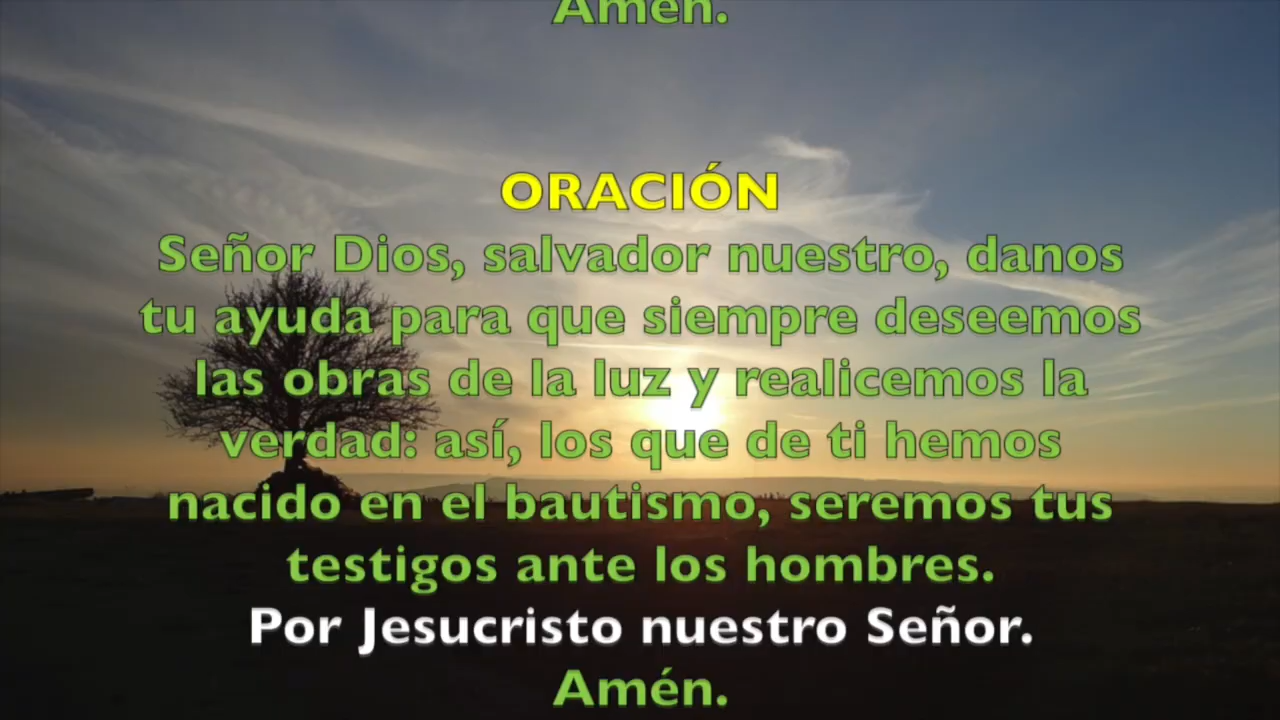 Amén.
ORACIÓN
Señor Dios, salvador nuestro, danos
tu ayuda para que siempre deseemos
las obras de la luz y realicemos la
verdad: así, los que de ti hemos
nacido en el bautismo, seremos tus
testigos ante los hombres.
Por Jesucristo nuestro Señor.
Amén.